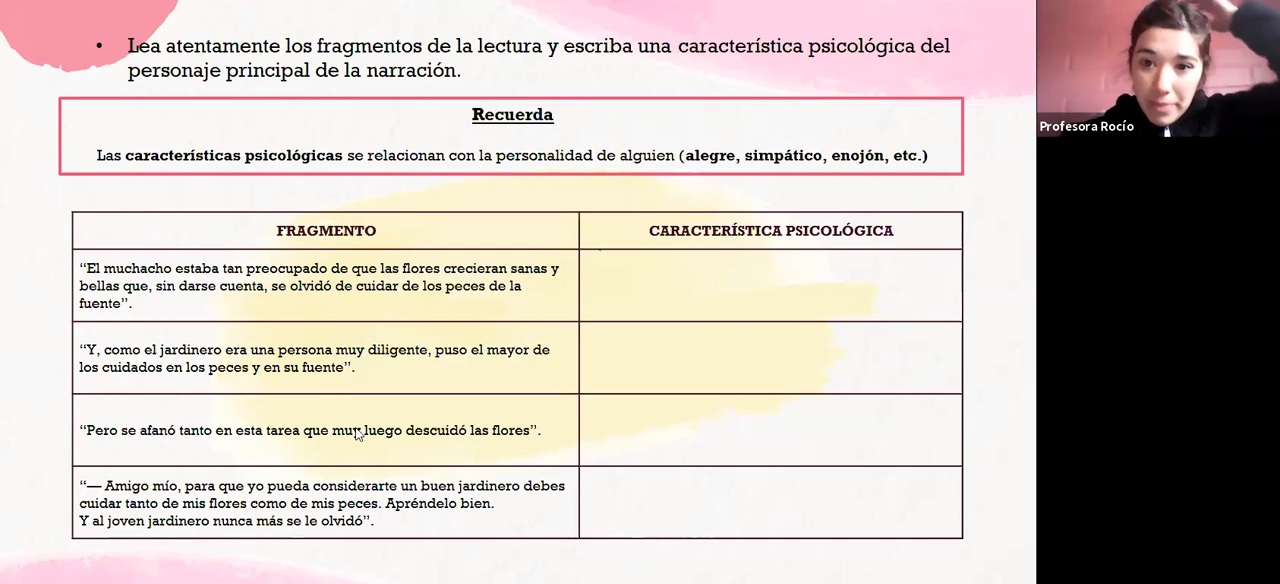 • Lea atentamente los fragmentos de la lectura y escriba una característica psicológica del
personaje principal de la narración.
Recuerda
Las características psicológicas se relacionan con la personalidad de alguien (alegre, simpático, enojón, etc.)
FRAGMENTO
CARACTERÍSTICA PSICOLÓGICA
“El muchacho estaba tan preocupado de que las flores crecieran sanas y
bellas que, sin darse cuenta, se olvidó de cuidar de los peces de la
fuente”.
“Y, como el jardinero era una persona muy diligente, puso el mayor de
los cuidados en los peces y en su fuente”.
“Pero se afanó tanto en esta tarea que muy luego descuidó las flores”.
“— Amigo mío, para que yo pueda considerarte un buen jardinero debes
cuidar tanto de mis flores como de mis peces. Apréndelo bien.
Y al joven jardinero nunca más se le olvidó”.
Profesora Rocío